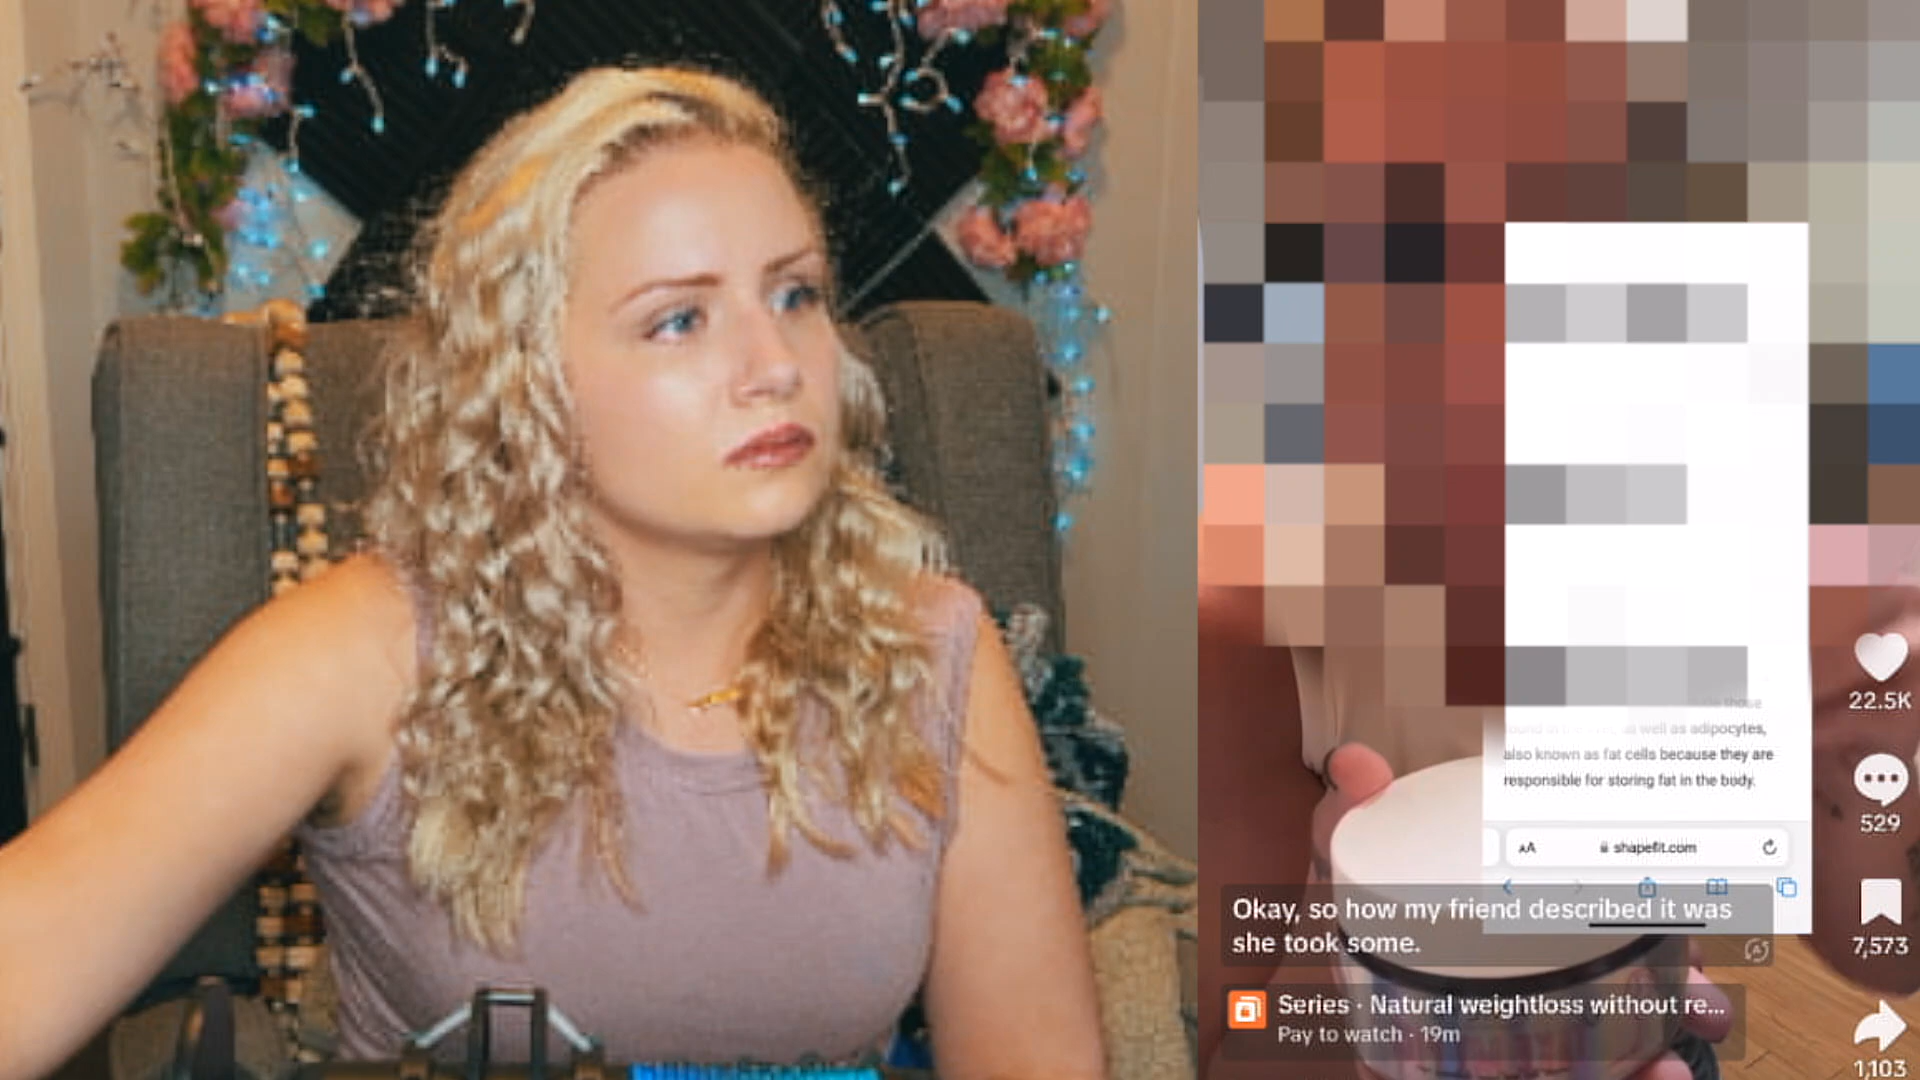 those
as well as adipocytes,
also known as fat cells because they are
responsible for storing fat in the body.
AA
shapefit.com
22.5K
529
7,573
1,103
Okay, so how my friend described it was
she took some.
Series · Natural weightloss without re...
Pay to watch · 19m